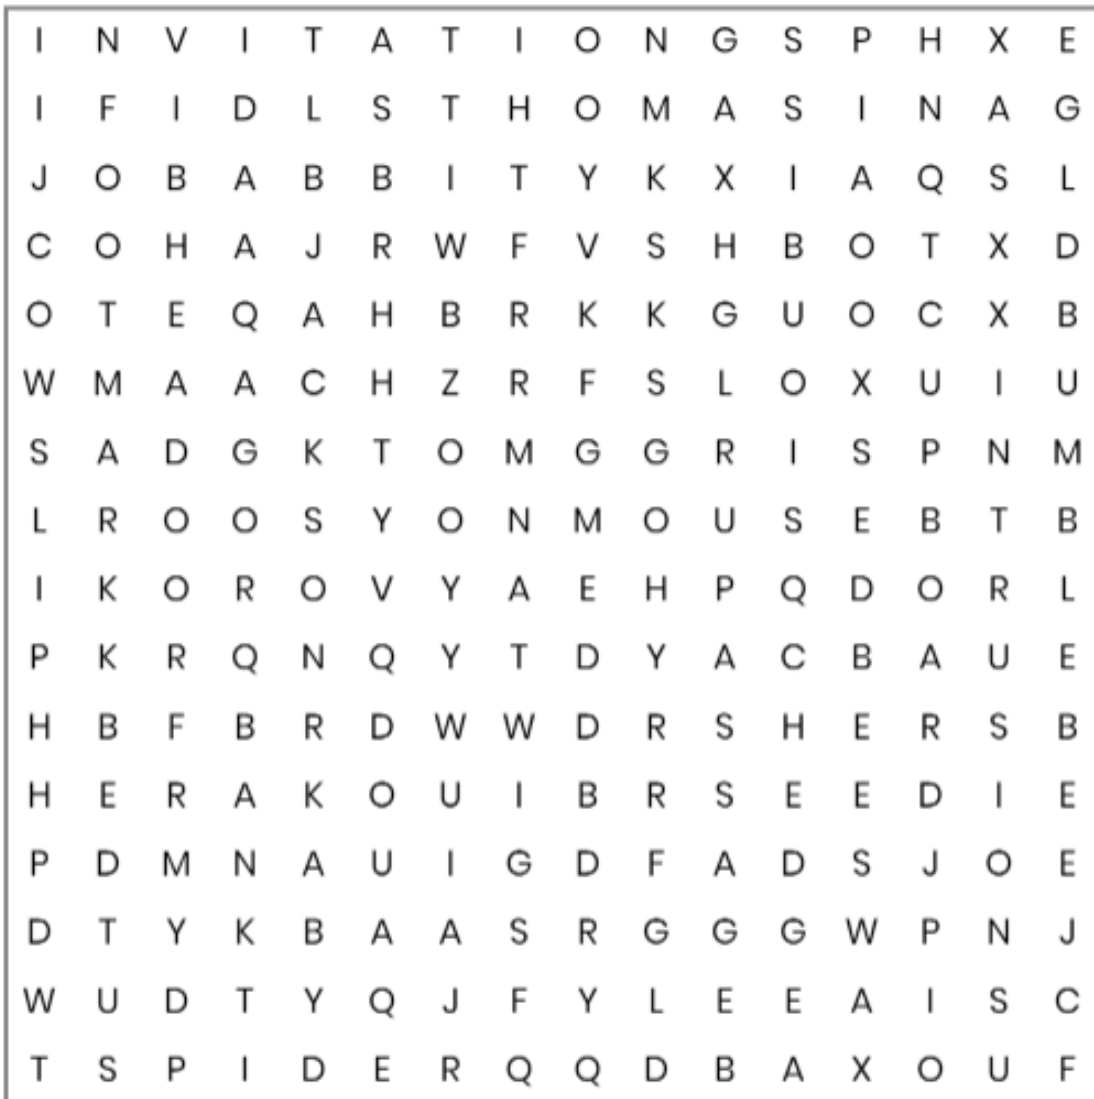 I N V I T A T I O N G S P H X E
I F I D L S T H O M A S I N A G
J O B A B B I T Y K X I A Q S L
C O H A J R W F V S H B O T X D
O T E Q A H B R K K G U O C X B
W M A A C H Z R F S L O X U I U
S A D G K T O M G G R I S P N M
L R O O S Y O N M O U S E B T B
I K O R O V Y A E H P Q D O R L
P K R Q N Q Y T D Y A C B A U E
H B F B R D W W D R S H E R S B
H E R A K O U I B R S E E D I E
P D M N A U I G D F A D S J O E
D T Y K B A A S R G G G W P N J
W U D T Y Q J F Y L E E A I S C
T S P I D E R Q Q D B A X O U F